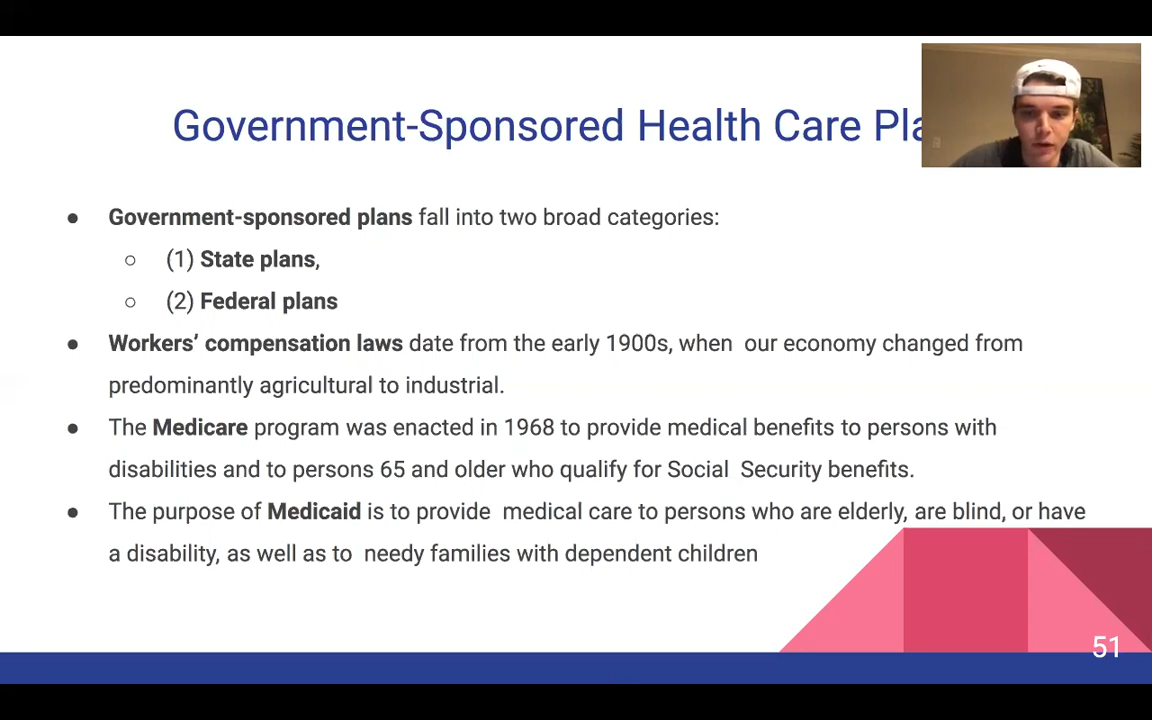 Government-Sponsored Health Care
● Government-sponsored plans fall into two broad categories:
○ (1) State plans,
○ (2) Federal plans
● Workers’ compensation laws date from the early 1900s, when our economy changed from
predominantly agricultural to industrial.
● The Medicare program was enacted in 1968 to provide medical benefits to persons with
disabilities and to persons 65 and older who qualify for Social Security benefits.
● The purpose of Medicaid is to provide medical care to persons who are elderly, are blind, or have
a disability, as well as to needy families with dependent children
51